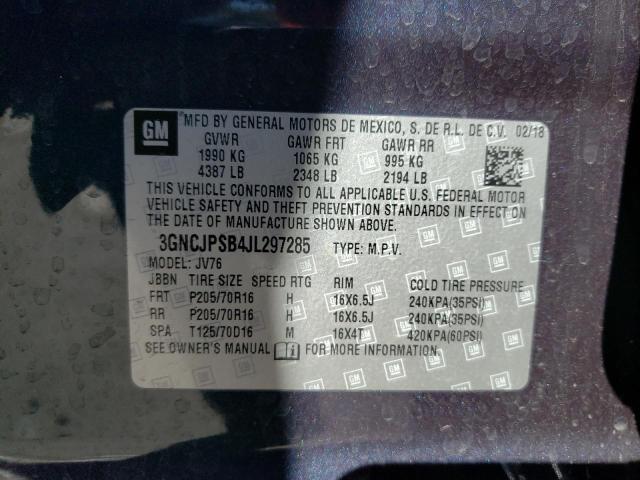 GM MFD BY GENERAL MOTORS DE MEXICO, S. DE R.L. DE C.V. 02/18
GVWR GAWR FRT GAWR RR
1990 KG 1065 KG 995 KG
4387 LB 2348 LB 2194 LB
THIS VEHICLE CONFORMS TO ALL APPLICABLE U.S. FEDERAL MOTOR
VEHICLE SAFETY AND THEFT PREVENTION STANDARDS IN EFFECT ON
THE DATE OF MANUFACTURE SHOWN ABOVE.
3GNCJPSB4JL297285 TYPE: M.P.V.
MODEL: JV76
JBBN TIRE SIZE SPEED RTG RIM COLD TIRE PRESSURE
FRT P205/70R16 H 16X6.5J 240KPA(35PSI)
RR P205/70R16 H 16X6.5J 240KPA(35PSI)
SPA T125/70D16 M 16X4T 420KPA(60PSI)
SEE OWNER'S MANUAL FOR MORE INFORMATION.